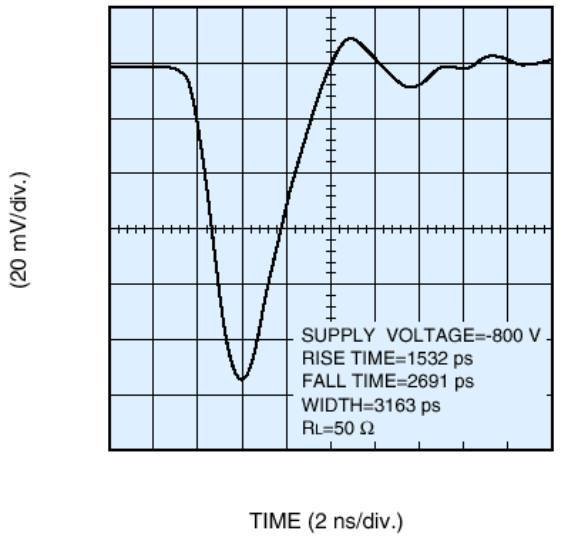 (20 mV/div.)
SUPPLY VOLTAGE=-800 V
RISE TIME=1532 ps
FALL TIME=2691 ps
WIDTH=3163 ps
RL=50 Ω
TIME (2 ns/div.)